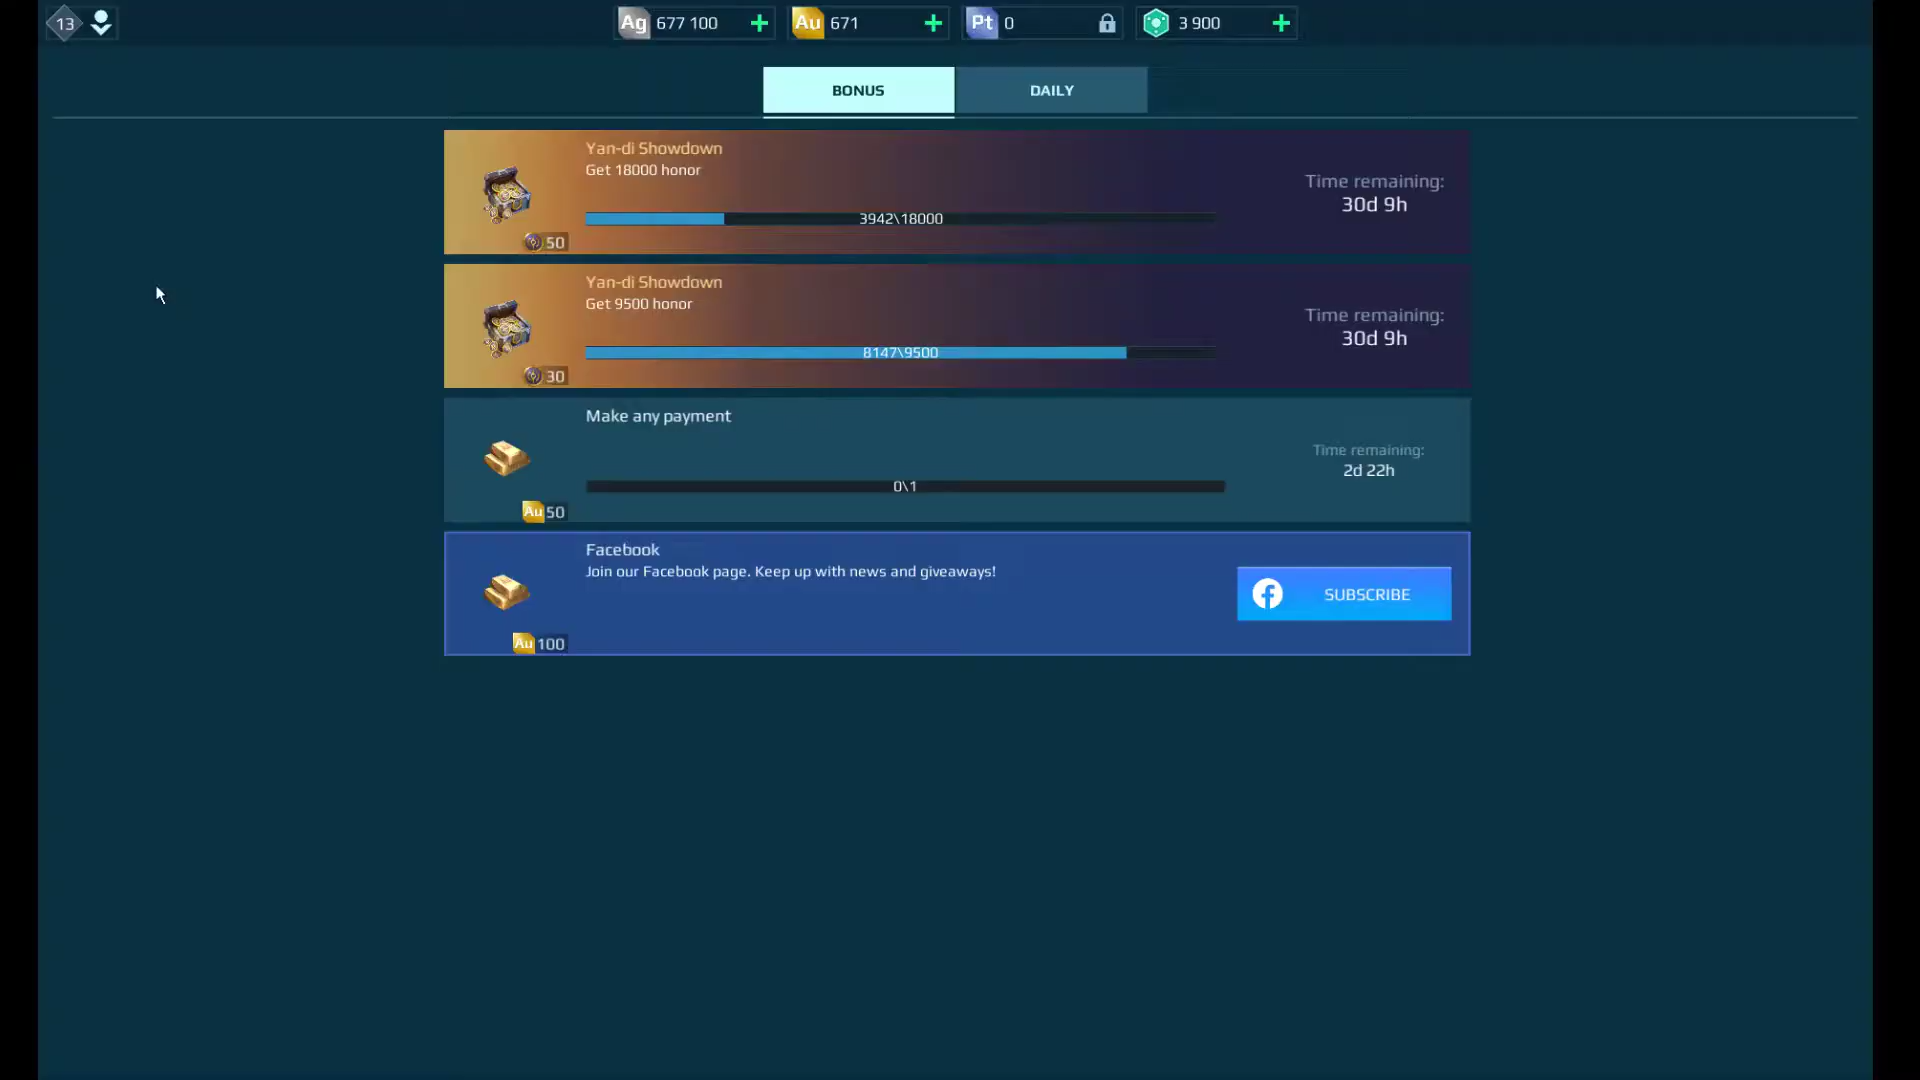 13
Ag 677 100
Au 671
Pt 0
3 900
BONUS
DAILY
Yan-di Showdown
Get 18000 honor
3942\18000
50
Time remaining:
30d 9h
Yan-di Showdown
Get 9500 honor
8147\9500
30
Time remaining:
30d 9h
Make any payment
0\1
Au 50
Time remaining:
2d 22h
Facebook
Join our Facebook page. Keep up with news and giveaways!
Au 100
SUBSCRIBE